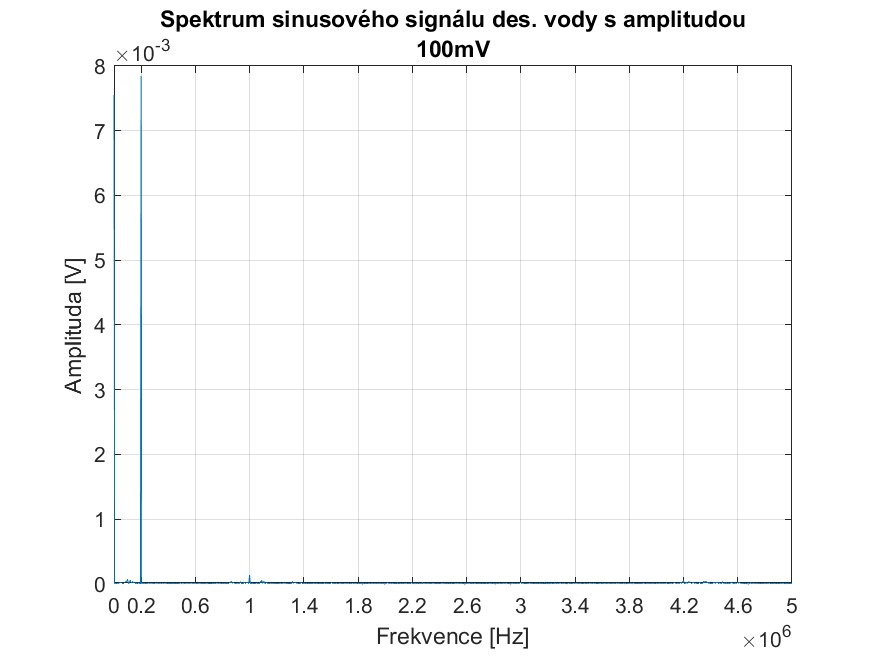 Spektrum sinusového signálu des. vody s amplitudou
100mV
×10-3
8
7
6
5
4
3
2
1
0
Amplituda [V]
0 0.2 0.6 1 1.4 1.8 2.2 2.6 3 3.4 3.8 4.2 4.6 5
Frekvence [Hz]
×106